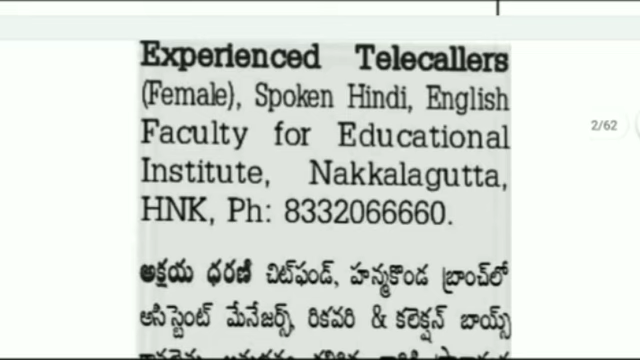 Experienced Telecallers
(Female), Spoken Hindi, English
Faculty for Educational
Institute, Nakkalagutta,
HNK, Ph: 8332066660.
అక్షయ ధరణి చిట్‌ఫండ్, హన్మకొండ బ్రాంచ్‌లో
అసిస్టెంట్ మేనేజర్స్, రికవరి & కలెక్షన్ బాయ్స్
2/62